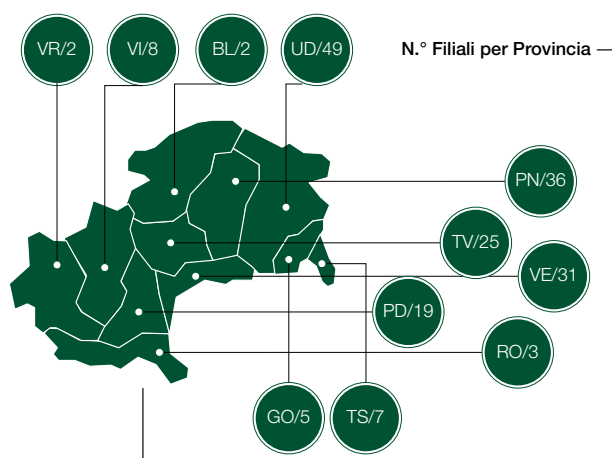 VR/2
VI/8
BL/2
UD/49
N.° Filiali per Provincia
PN/36
TV/25
VE/31
PD/19
RO/3
GO/5
TS/7